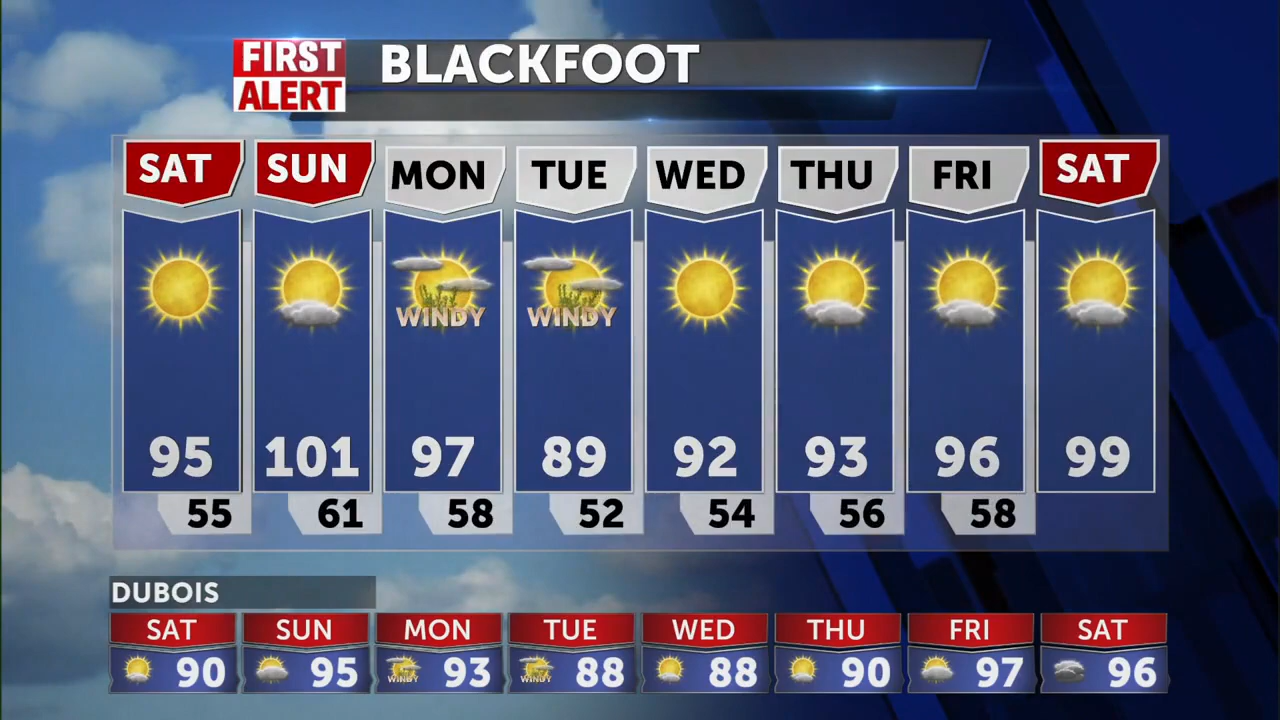 FIRST
ALERT
BLACKFOOT
SAT SUN MON TUE WED THU FRI SAT
WINDY WINDY
95 101 97 89 92 93 96 99
55 61 58 52 54 56 58
DUBOIS
SAT SUN MON TUE WED THU FRI SAT
90 95 WINDY 93 WINDY 88 88 90 97 96